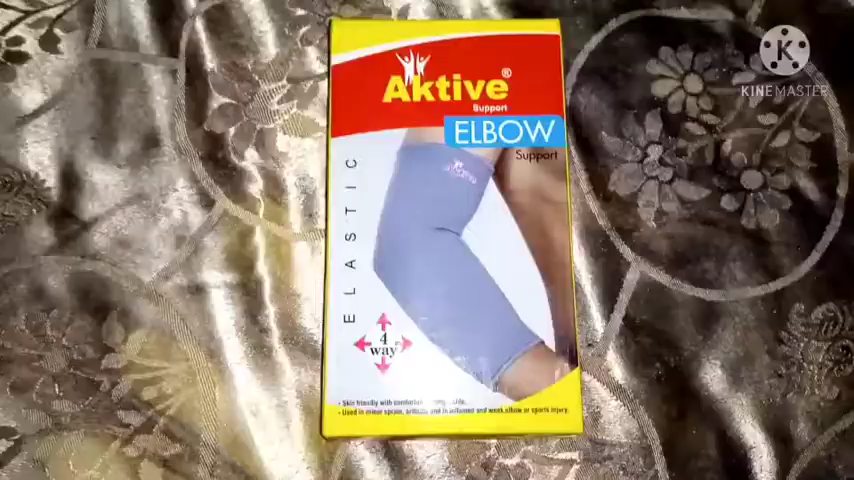 KINEMASTER
Aktive®
Support
ELBOW
Support
ELASTIC
4
way
• Skin friendly with comfortable
• Used in minor sprain, arthritis and in inflamed and weak elbow or sports injury.